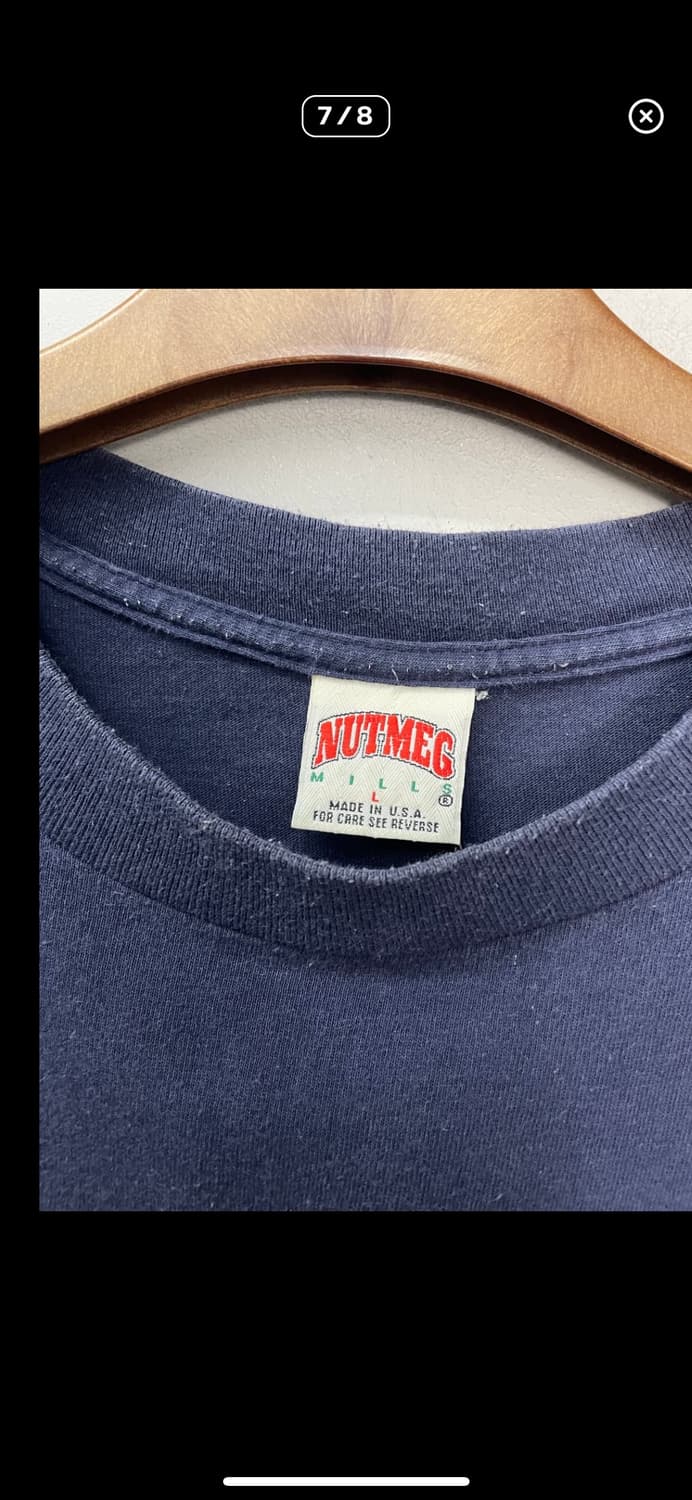 7/8
NUTMEG
MILLS
®
L
MADE IN U.S.A.
FOR CARE SEE REVERSE